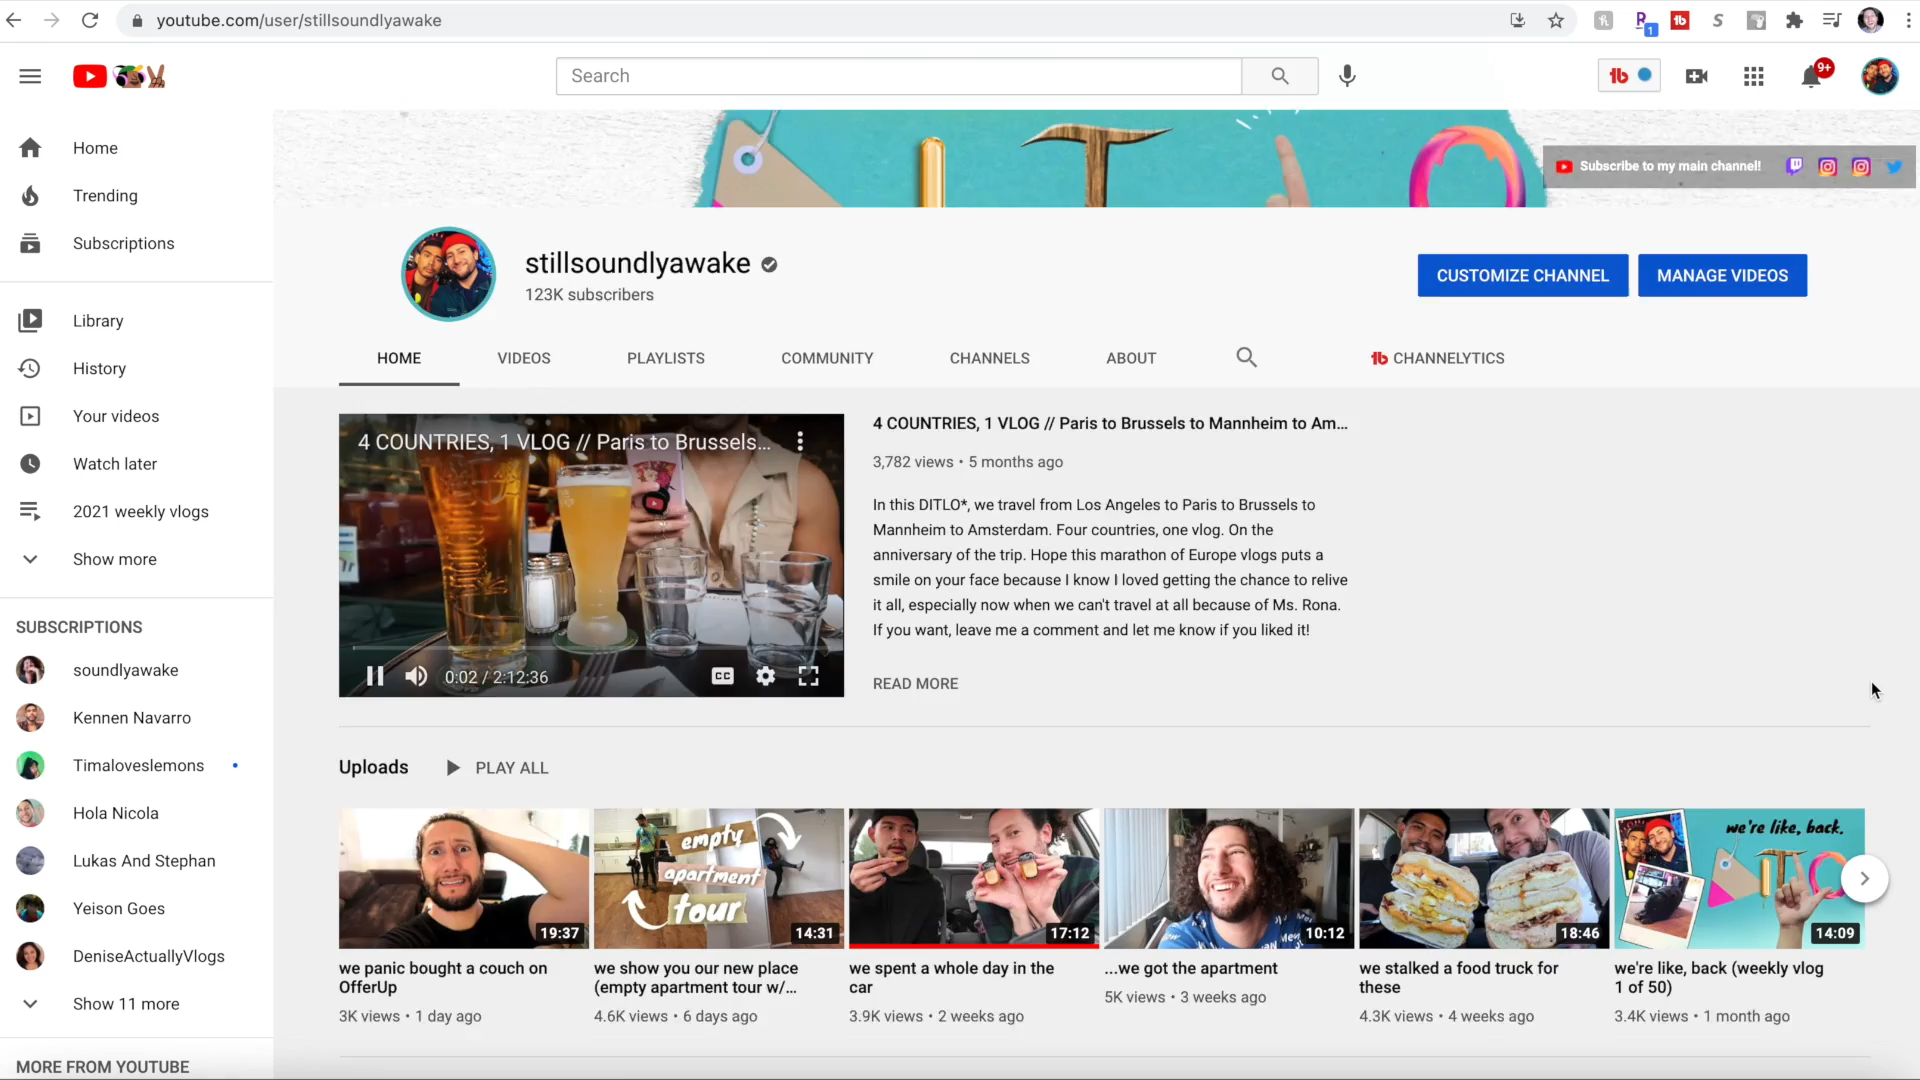 youtube.com/user/stillsoundlyawake
Search
9+
Home
Trending
Subscriptions
Library
History
Your videos
Watch later
2021 weekly vlogs
Show more
SUBSCRIPTIONS
soundlyawake
Kennen Navarro
Timaloveslemons
Hola Nicola
Lukas And Stephan
Yeison Goes
DeniseActuallyVlogs
Show 11 more
MORE FROM YOUTUBE
Subscribe to my main channel!
stillsoundlyawake
123K subscribers
CUSTOMIZE CHANNEL
MANAGE VIDEOS
HOME
VIDEOS
PLAYLISTS
COMMUNITY
CHANNELS
ABOUT
CHANNELYTICS
4 COUNTRIES, 1 VLOG // Paris to Brussels...
0:02 / 2:12:36
CC
4 COUNTRIES, 1 VLOG // Paris to Brussels to Mannheim to Am...
3,782 views • 5 months ago
In this DITLO*, we travel from Los Angeles to Paris to Brussels to
Mannheim to Amsterdam. Four countries, one vlog. On the
anniversary of the trip. Hope this marathon of Europe vlogs puts a
smile on your face because I know I loved getting the chance to relive
it all, especially now when we can't travel at all because of Ms. Rona.
If you want, leave me a comment and let me know if you liked it!
READ MORE
Uploads
PLAY ALL
19:37
we panic bought a couch on
OfferUp
3K views • 1 day ago
empty
apartment
tour
14:31
we show you our new place
(empty apartment tour w/...
4.6K views • 6 days ago
17:12
we spent a whole day in the
car
3.9K views • 2 weeks ago
10:12
...we got the apartment
5K views • 3 weeks ago
18:46
we stalked a food truck for
these
4.3K views • 4 weeks ago
we're like, back.
14:09
we're like, back (weekly vlog
1 of 50)
3.4K views • 1 month ago